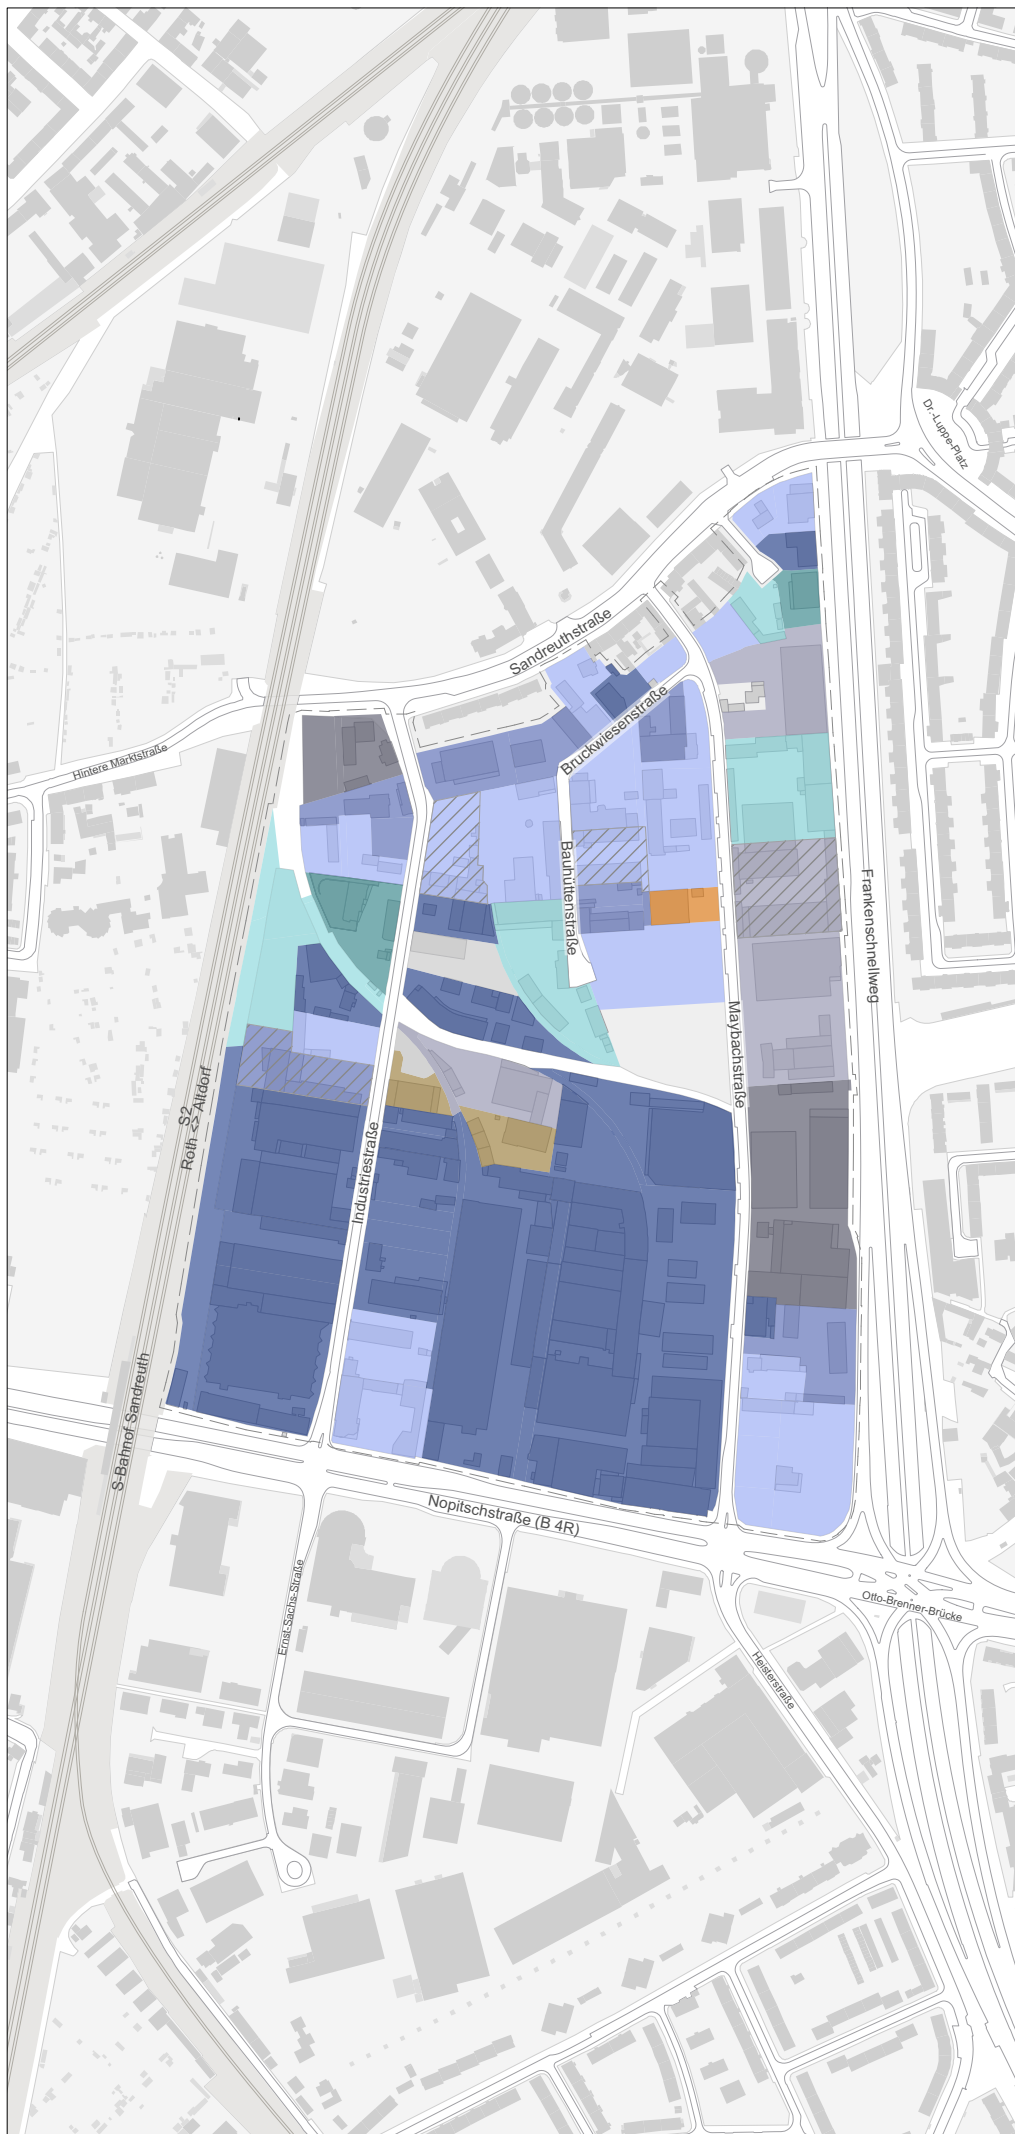 Dr.-Luppe-Platz
Sandreuthstraße
Hintere Marktstraße
Bruckwiesenstraße
Bauhüttenstraße
Frankenschnellweg
Maybachstraße
S2
Roth <> Altdorf
Industriestraße
S-Bahnhof Sandreuth
Nopitschstraße (B 4R)
Ernst-Sachs-Straße
Otto-Brenner-Brücke
Heisterstraße